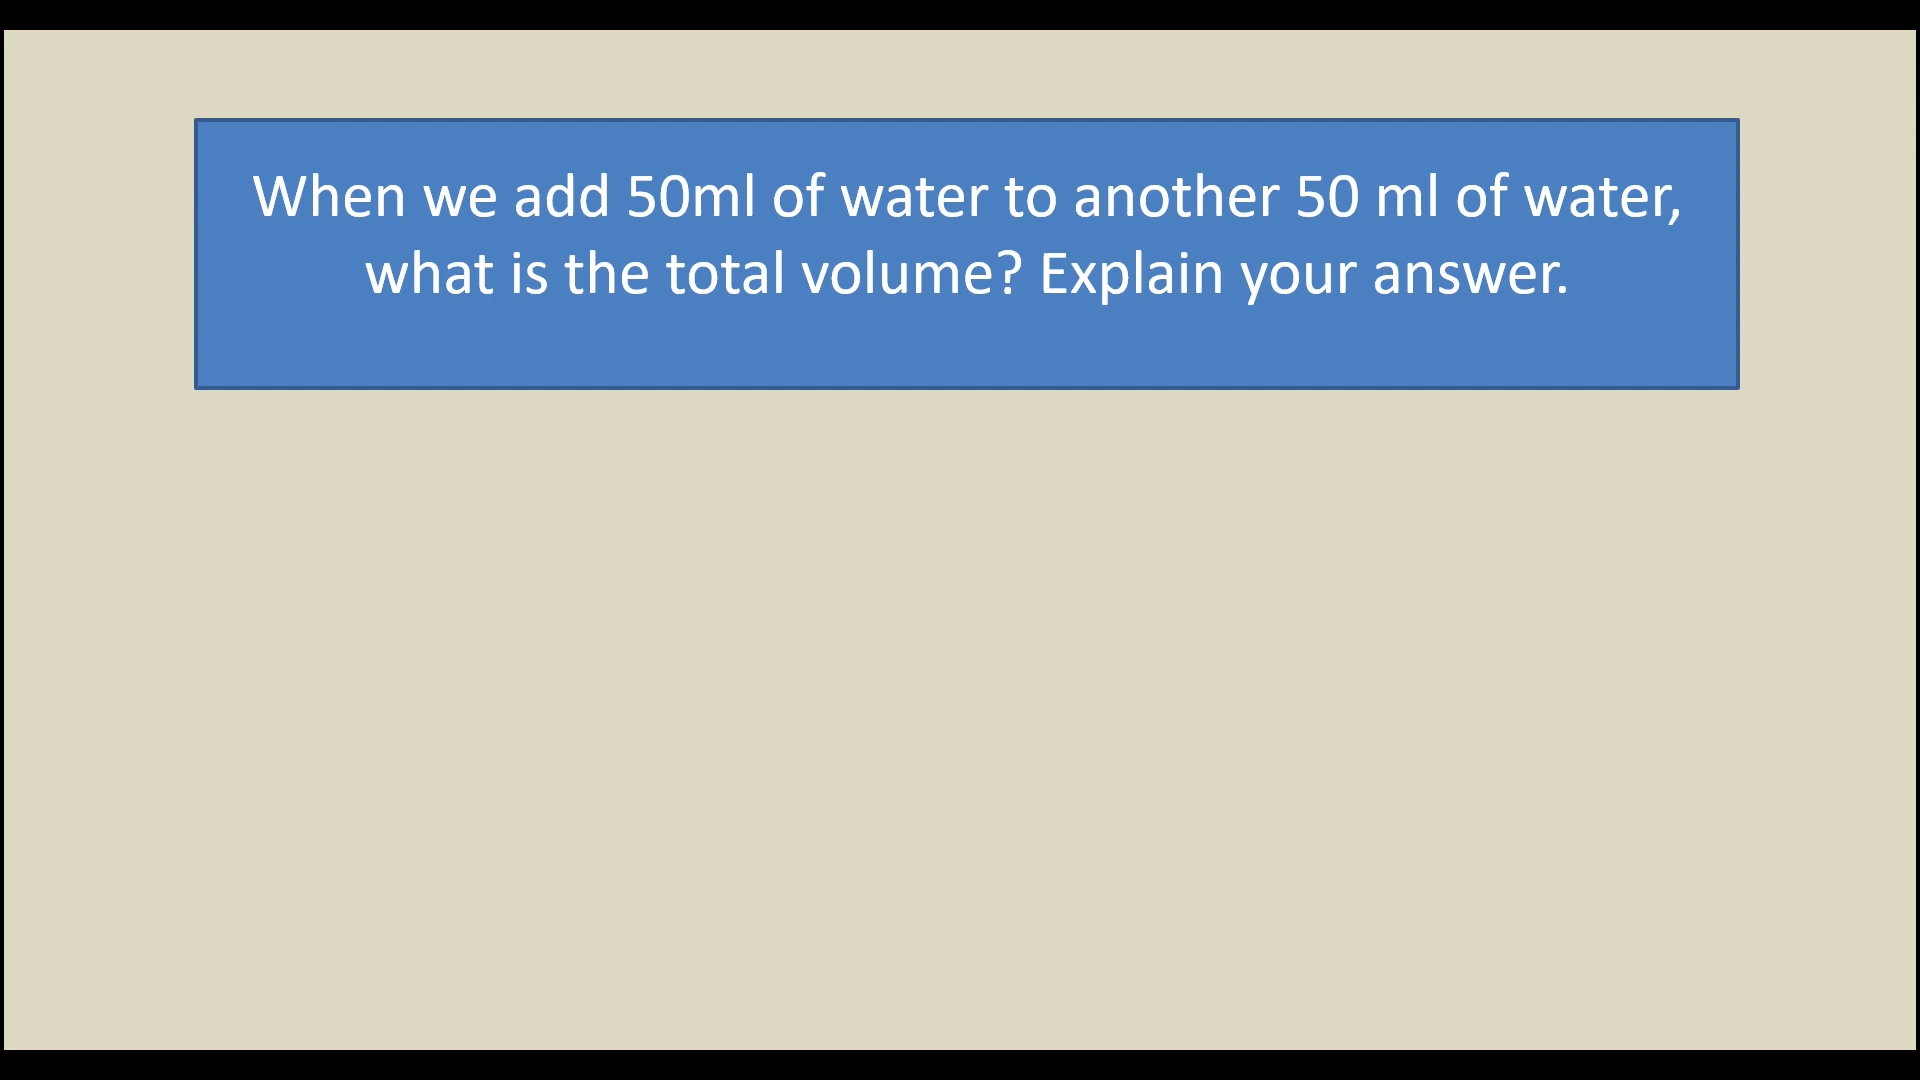 When we add 50ml of water to another 50 ml of water,
what is the total volume? Explain your answer.